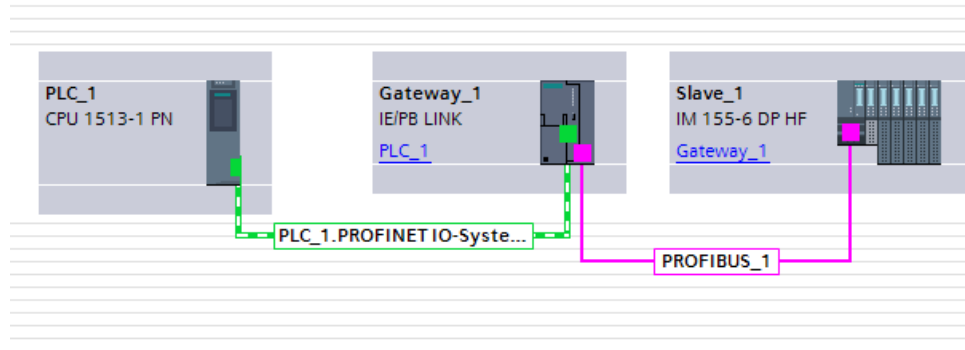 PLC_1
CPU 1513-1 PN
Gateway_1
IE/PB LINK
PLC_1
Slave_1
IM 155-6 DP HF
Gateway_1
PLC_1.PROFINET IO-Syste...
PROFIBUS_1